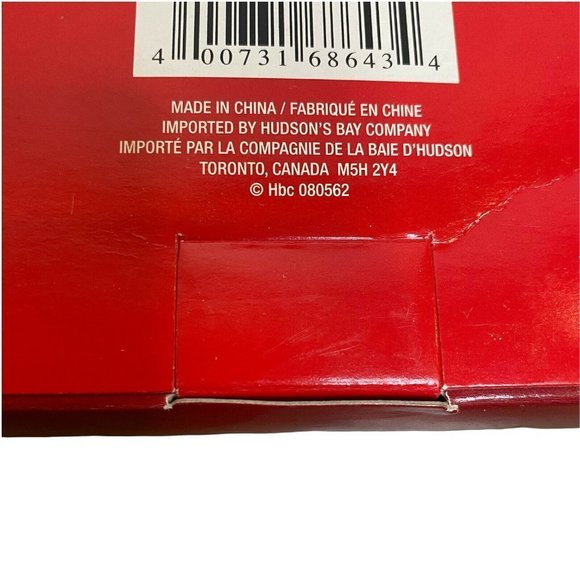 4 00731 68643 4
MADE IN CHINA / FABRIQUÉ EN CHINE
IMPORTED BY HUDSON'S BAY COMPANY
IMPORTÉ PAR LA COMPAGNIE DE LA BAIE D'HUDSON
TORONTO, CANADA M5H 2Y4
© Hbc 080562